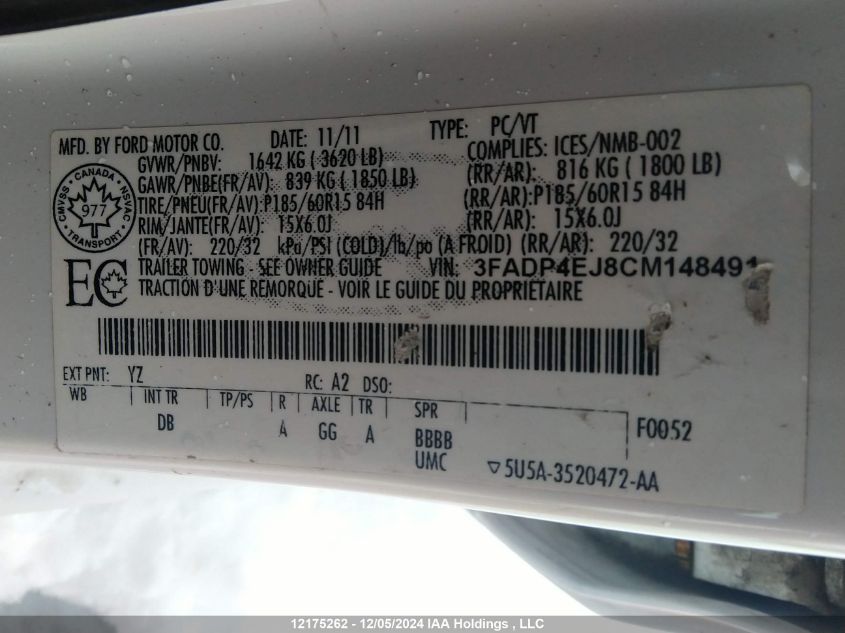 MFD. BY FORD MOTOR CO. DATE: 11/11 TYPE: PC/VT
GVWR/PNBV: 1642 KG ( 3620 LB) COMPLIES: ICES/NMB-002
GAWR/PNBE(FR/AV): 839 KG ( 1850 LB) (RR/AR): 816 KG ( 1800 LB)
TIRE/PNEU(FR/AV):P185/60R15 84H (RR/AR):P185/60R15 84H
RIM/JANTE(FR/AV): 15X6.0J (RR/AR): 15X6.0J
(FR/AV): 220/32 kPa/PSI (COLD)/lb/po (A FROID) (RR/AR): 220/32
TRAILER TOWING - SEE OWNER GUIDE VIN: 3FADP4EJ8CM148491
TRACTION D'UNE REMORQUE - VOIR LE GUIDE DU PROPRIÉTAIRE
CANADA
CMVSS NSVAC
977
TRANSPORT
EC
EXT PNT: YZ RC: A2 DSO:
WB INT TR TP/PS R AXLE TR SPR
DB A GG A BBBB F0052
UMC 5U5A-3520472-AA
12175262 - 12/05/2024 IAA Holdings , LLC